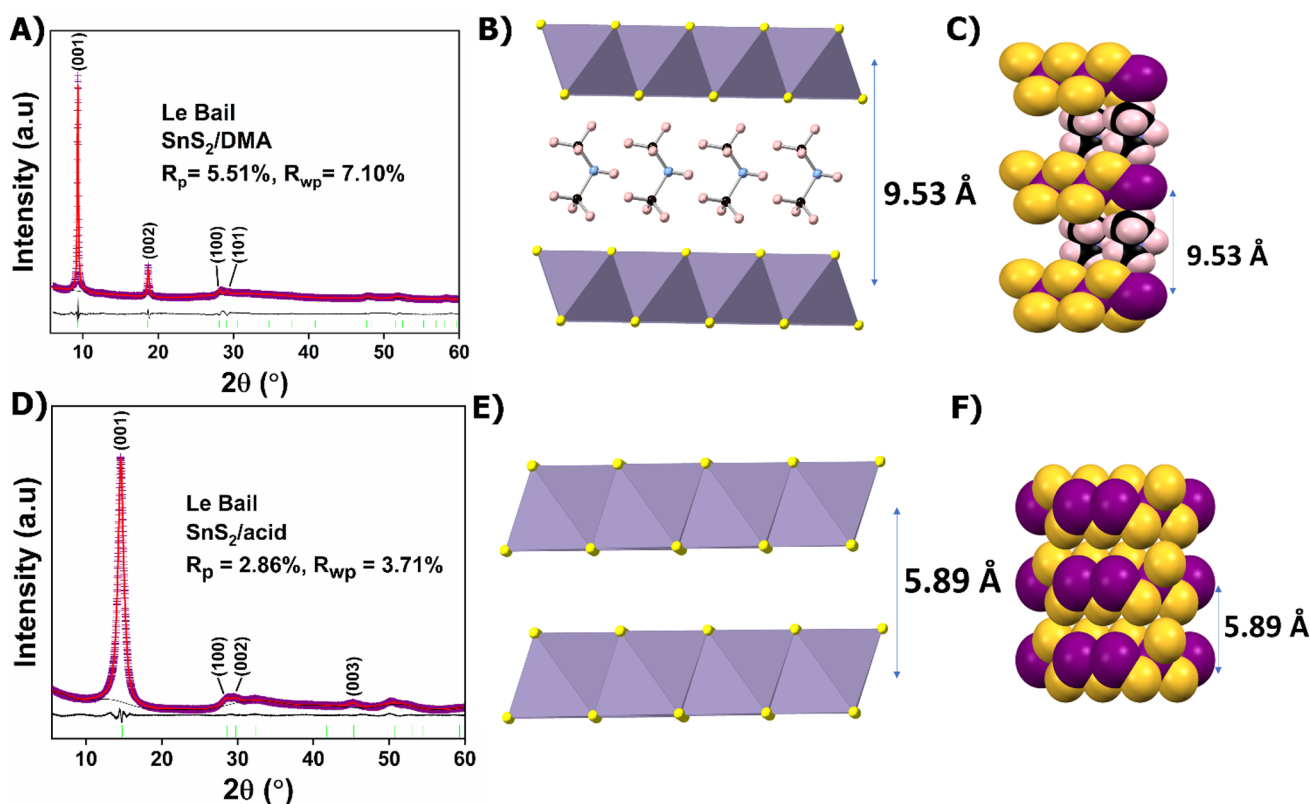 A)
Intensity (a.u)
(001)
(002)
(100)
(101)
Le Bail
SnS₂/DMA
Rₚ= 5.51%, R_wp= 7.10%
10 20 30 40 50 60
2θ (°)
B)
9.53 Å
C)
9.53 Å
D)
Intensity (a.u)
(001)
(100)
(002)
(003)
Le Bail
SnS₂/acid
Rₚ = 2.86%, R_wp = 3.71%
10 20 30 40 50 60
2θ (°)
E)
5.89 Å
F)
5.89 Å